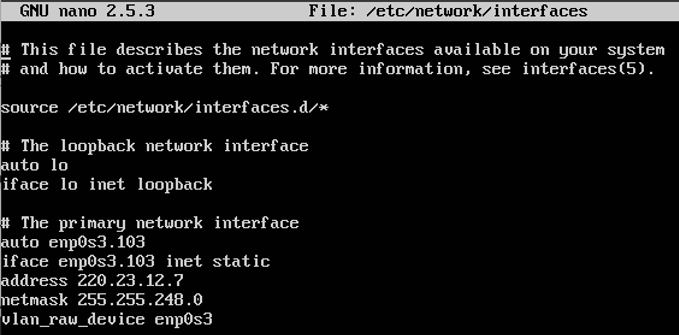 GNU nano 2.5.3 File: /etc/network/interfaces
# This file describes the network interfaces available on your system
# and how to activate them. For more information, see interfaces(5).
source /etc/network/interfaces.d/*
# The loopback network interface
auto lo
iface lo inet loopback
# The primary network interface
auto enp0s3.103
iface enp0s3.103 inet static
address 220.23.12.7
netmask 255.255.248.0
vlan_raw_device enp0s3